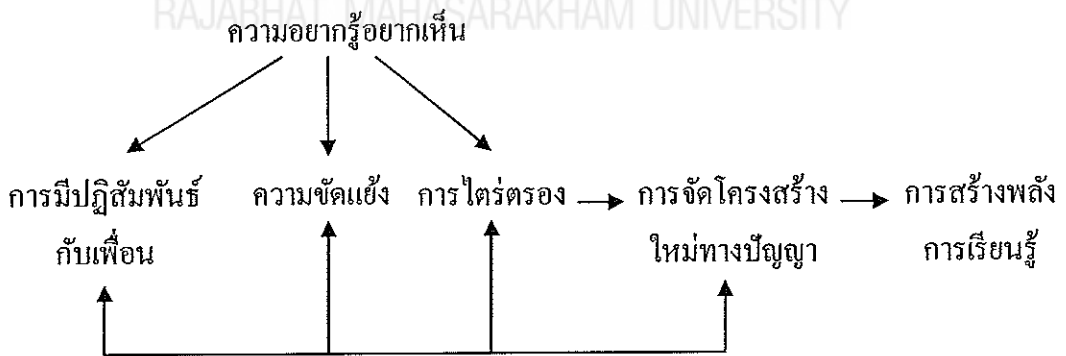 RAJABHAT MAHASARAKHAM UNIVERSITY
ความอยากรู้อยากเห็น
การมีปฏิสัมพันธ์
กับเพื่อน
ความขัดแย้ง
การไตร่ตรอง
การจัดโครงสร้าง
ใหม่ทางปัญญา
การสร้างพลัง
การเรียนรู้